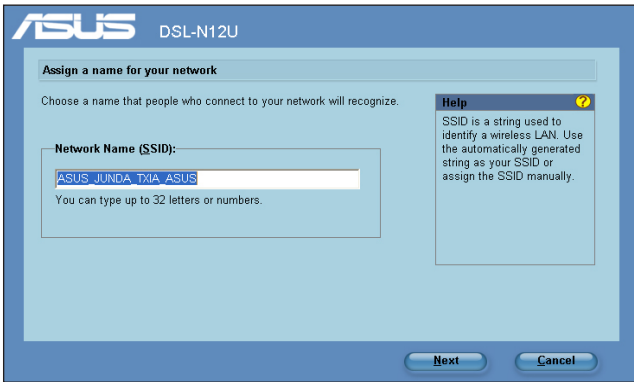 ASUS DSL-N12U
Assign a name for your network
Choose a name that people who connect to your network will recognize.
Network Name (SSID):
ASUS_JUNDA_TXIA_ASUS
You can type up to 32 letters or numbers.
Help ?
SSID is a string used to
identify a wireless LAN. Use
the automatically generated
string as your SSID or
assign the SSID manually.
Next Cancel